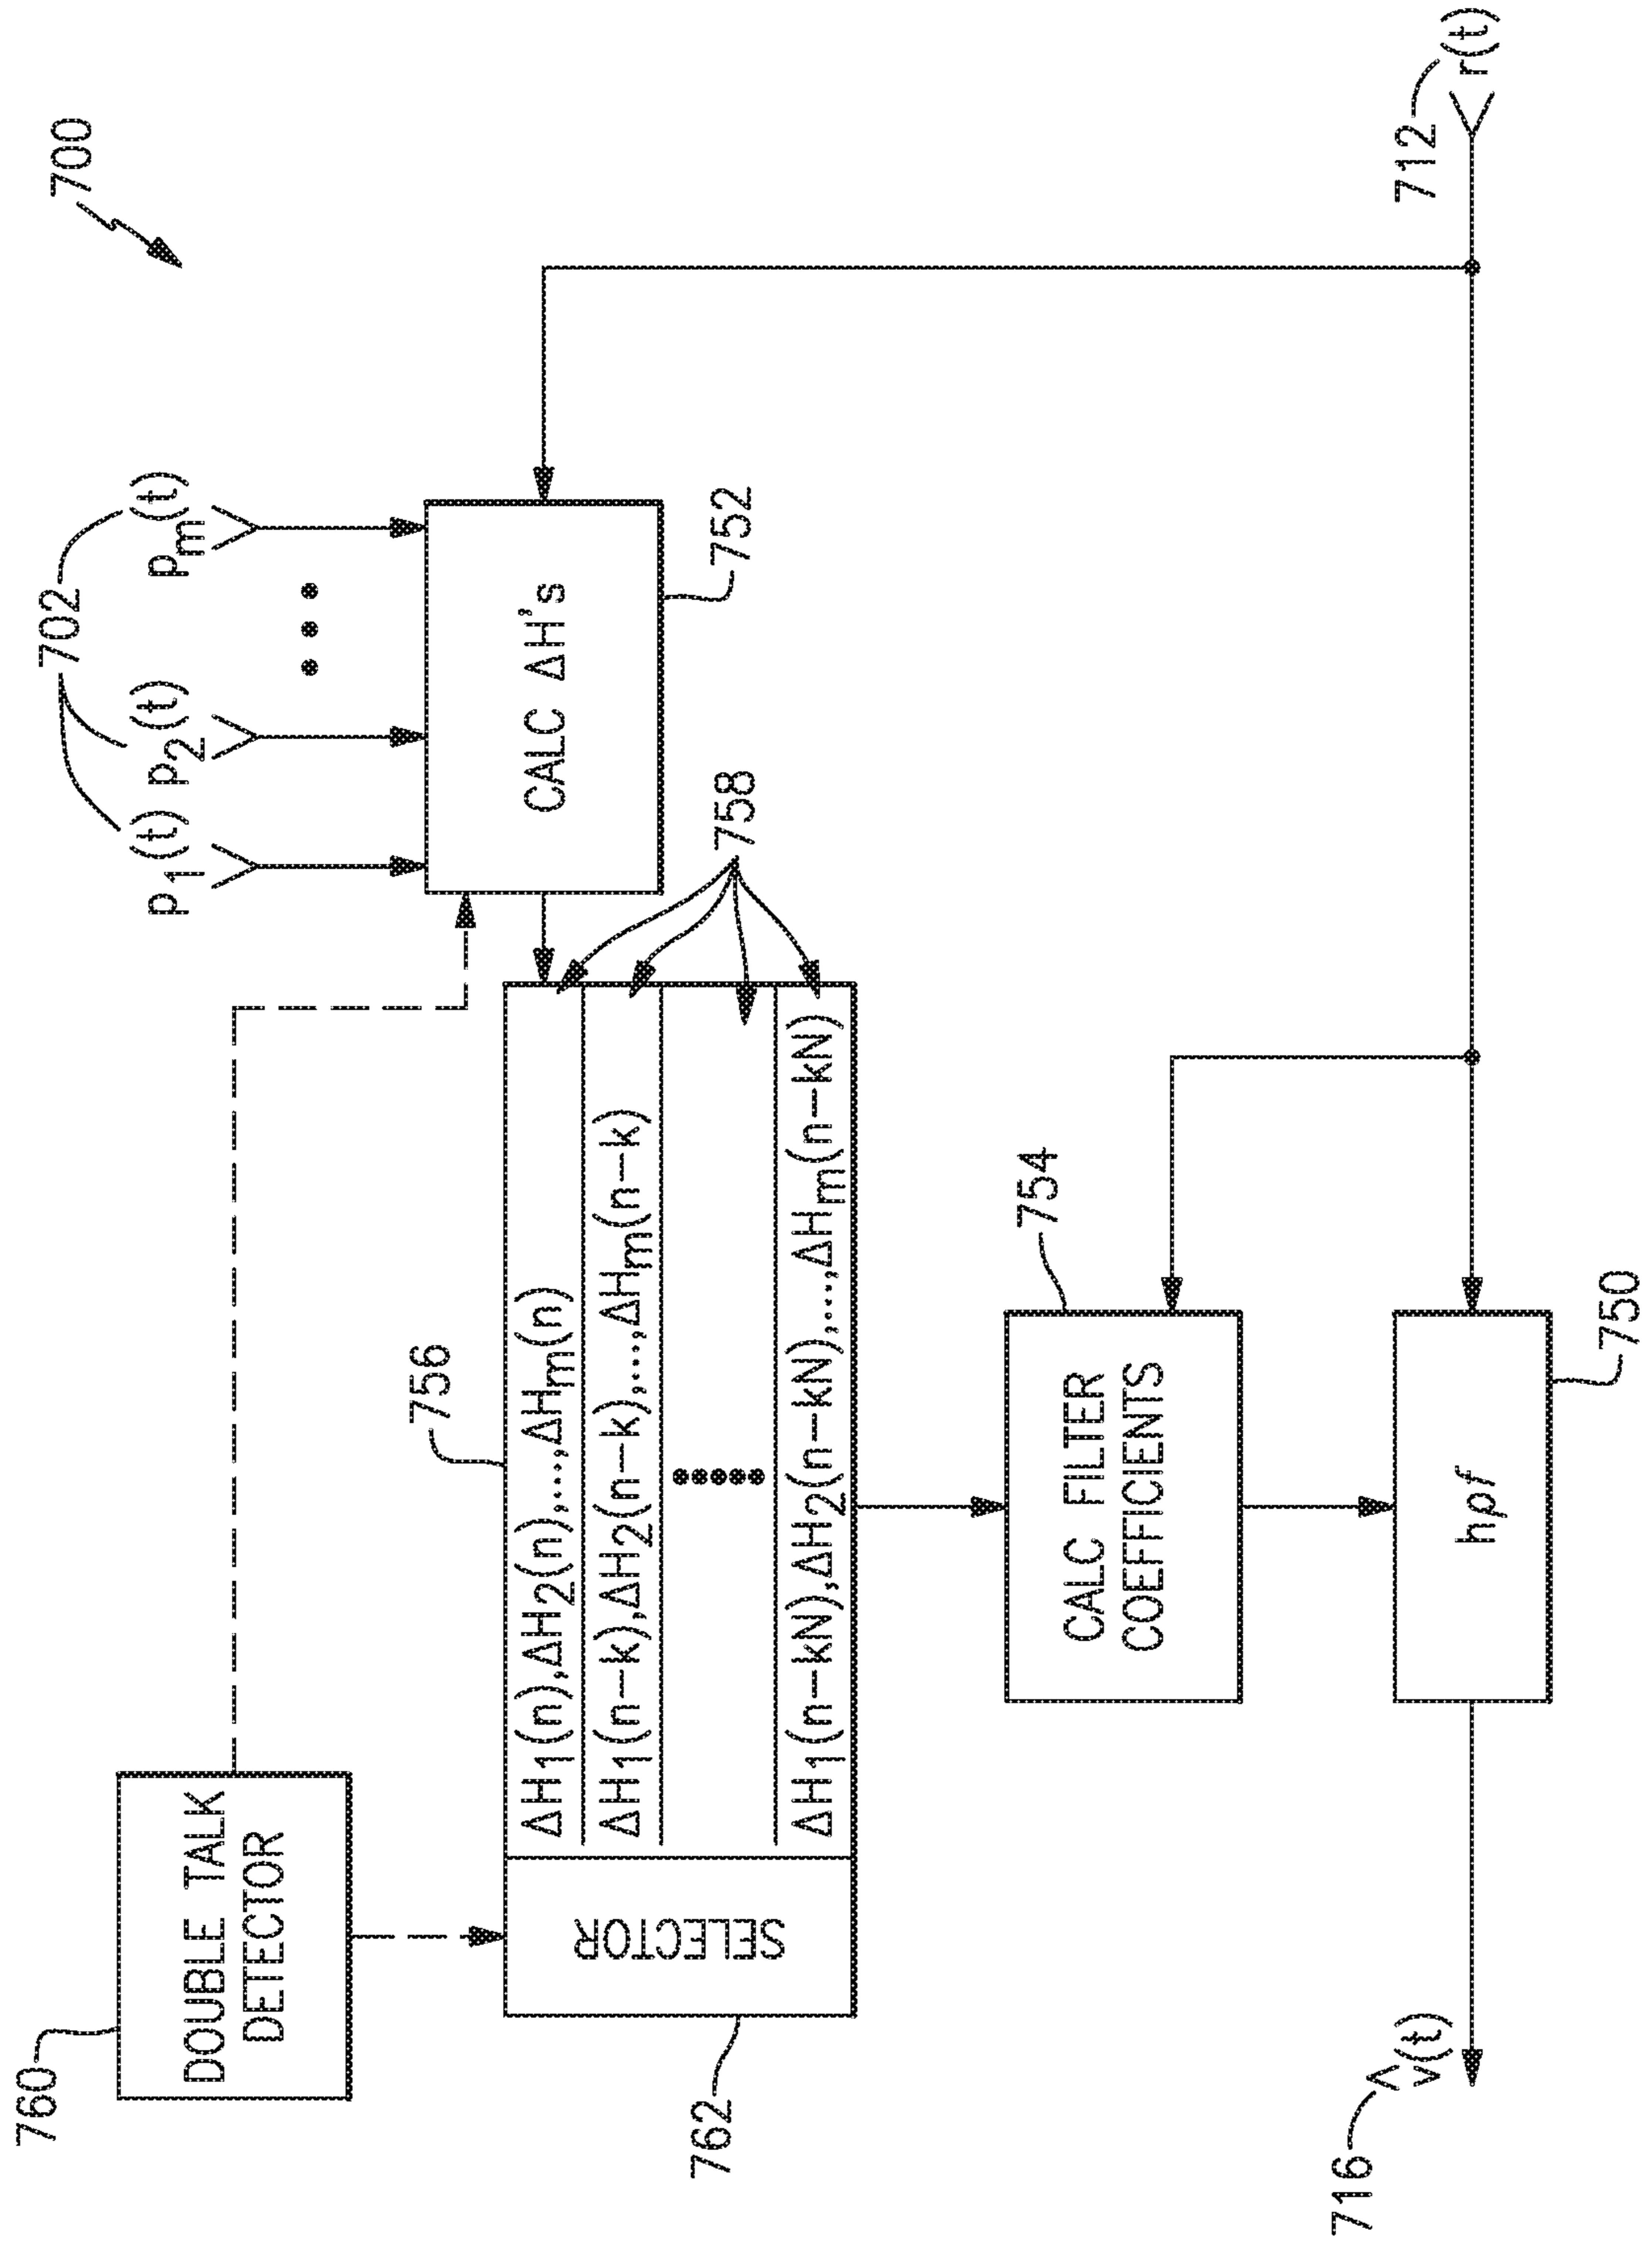 700
760
DOUBLE TALK
DETECTOR
702
p1(t) p2(t) pm(t)
• • •
CALC ΔH's
752
756
758
762
SELECTOR
ΔH1(n),ΔH2(n),...,ΔHm(n)
ΔH1(n-k),ΔH2(n-k),...,ΔHm(n-k)
•••••
ΔH1(n-kN),ΔH2(n-kN),...,ΔHm(n-kN)
754
CALC FILTER
COEFFICIENTS
716
v̂(t)
hpf
750
712
r(t)